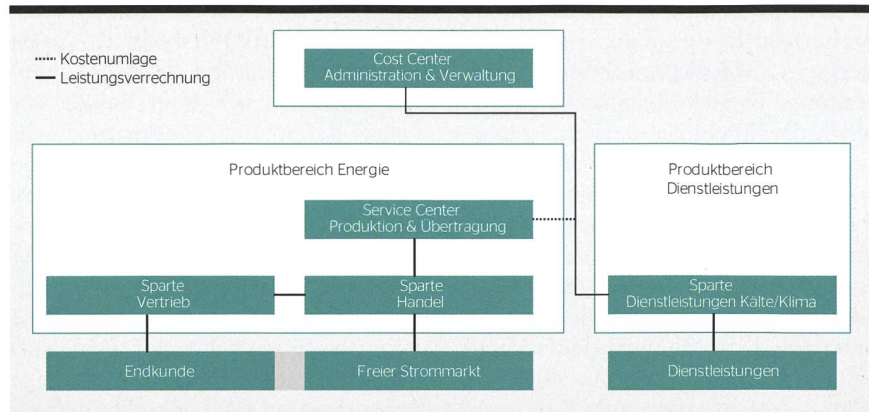 Kostenumlage
Leistungsverrechnung
Cost Center
Administration & Verwaltung
Produktbereich Energie
Produktbereich
Dienstleistungen
Service Center
Produktion & Übertragung
Sparte
Vertrieb
Sparte
Handel
Sparte
Dienstleistungen Kälte/Klima
Endkunde
Freier Strommarkt
Dienstleistungen